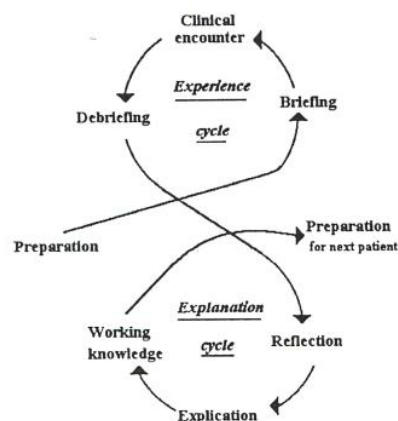 Clinical
encounter
Experience
cycle
Briefing
Debriefing
Preparation
Preparation
for next patient
Explanation
cycle
Working
knowledge
Reflection
Explication